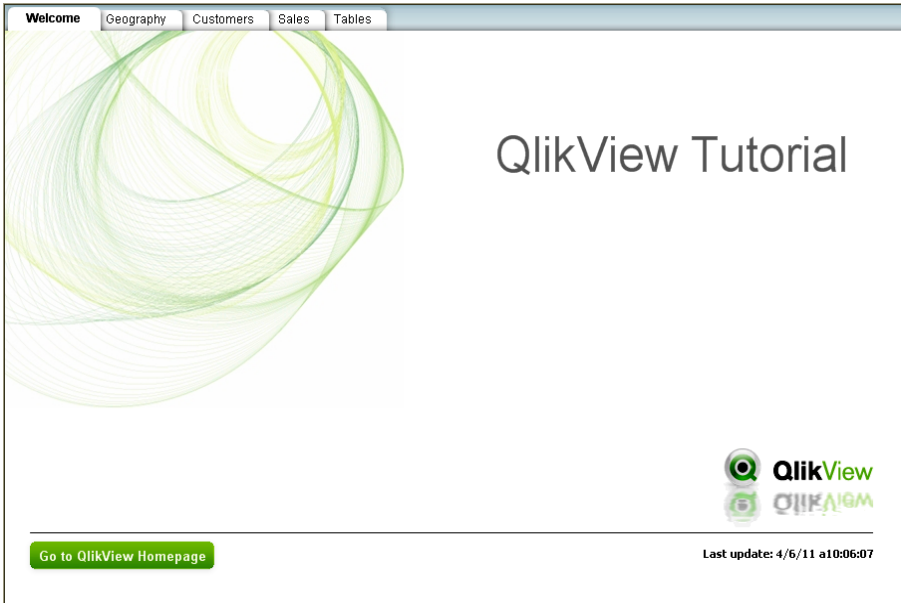 Welcome Geography Customers Sales Tables
QlikView Tutorial
QlikView
Go to QlikView Homepage
Last update: 4/6/11 a10:06:07